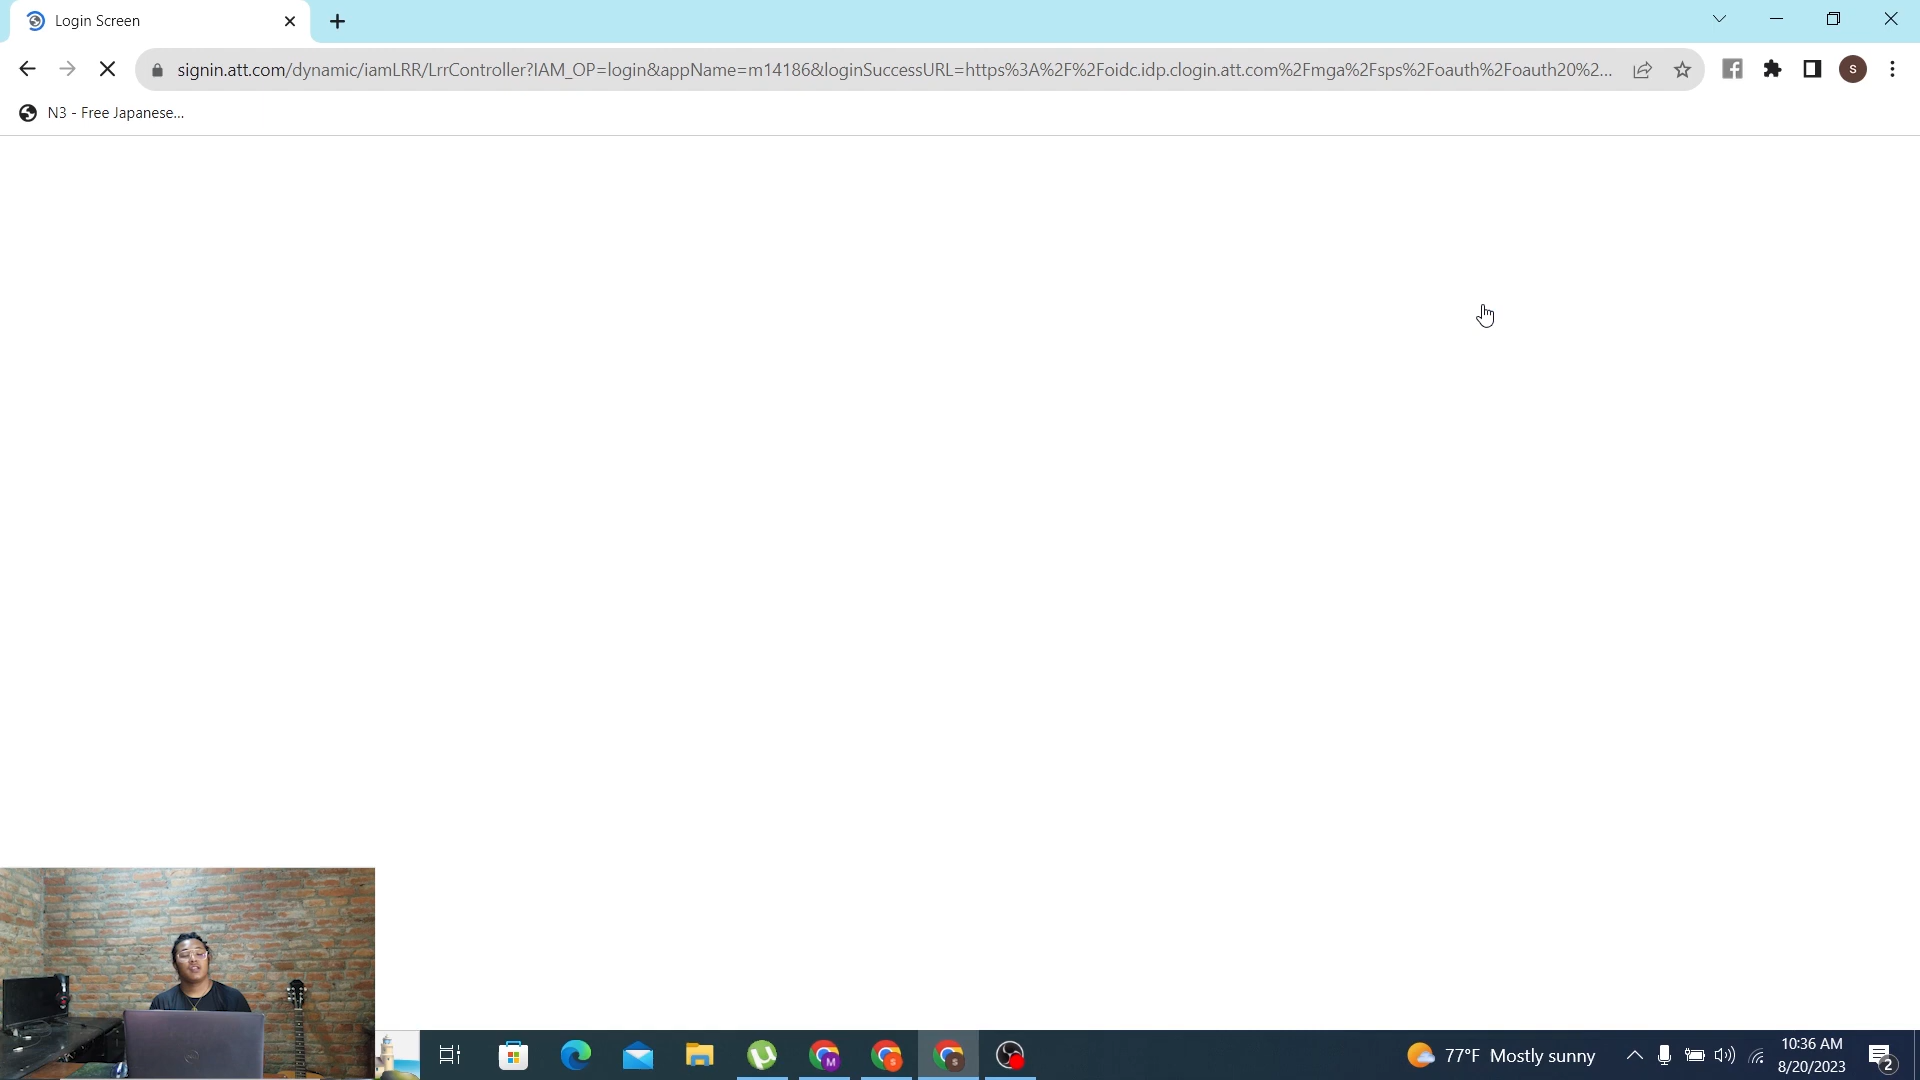 Login Screen
signin.att.com/dynamic/iamLRR/LrrController?IAM_OP=login&appName=m14186&loginSuccessURL=https%3A%2F%2Foidc.idp.clogin.att.com%2Fmga%2Fsps%2Foauth%2Foauth20%2...
S
N3 - Free Japanese...
M
S
S
77°F Mostly sunny
10:36 AM
8/20/2023
2